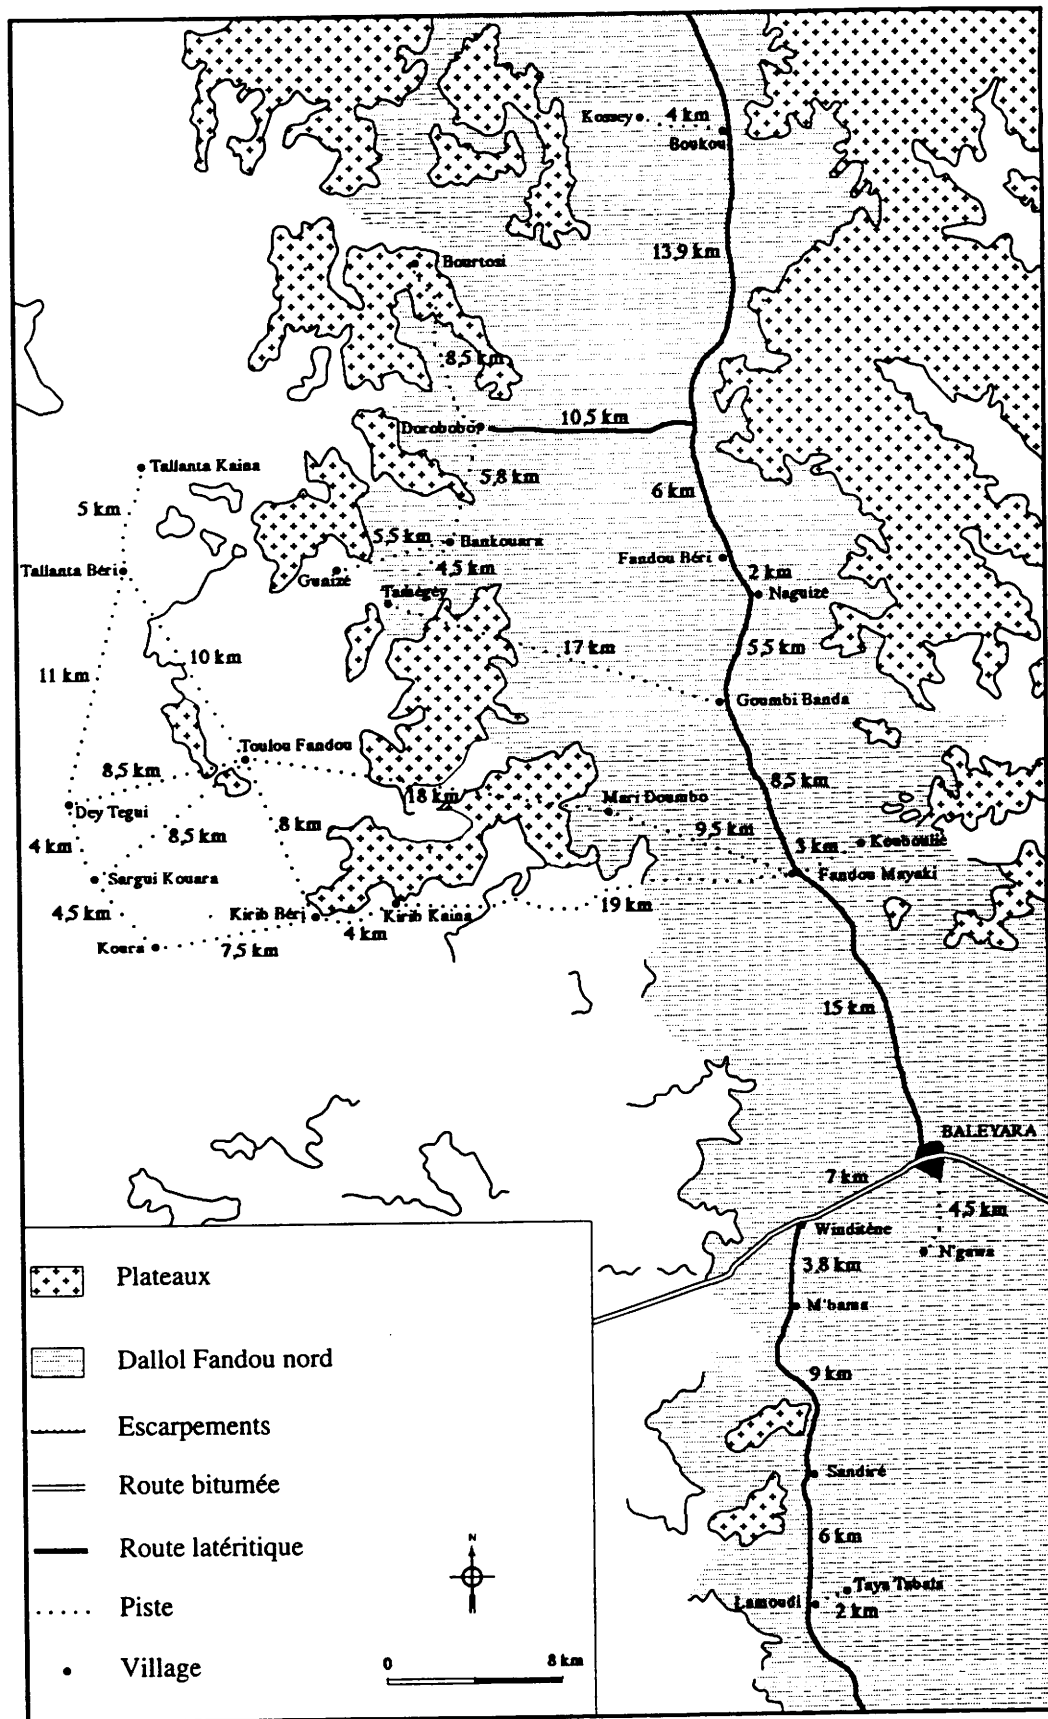 Kossey
4 km
Boukou
13,9 km
Bourtosi
8,5 km
Dorobobo
10,5 km
Tallanta Kaina
5,8 km
6 km
5 km
5,5 km
Bankouara
Fandou Béri
Tallanta Béri
Guaizé
4,5 km
2 km
Tamégéy
Naguizé
10 km
17 km
5,5 km
11 km
Goumbi Banda
Toulou Fandou
8,5 km
8,5 km
18 km
Mari Doumbo
Dey Tegui
8,5 km
8 km
9,5 km
4 km
3 km
Sargui Kouara
Fandou Mayaki
4,5 km
Kirib Béri
Kirib Kaina
19 km
4 km
Koura
7,5 km
15 km
BALEYARA
7 km
4,5 km
Winditène
N'gawa
3,8 km
M'bama
Plateaux
Dallol Fandou nord
9 km
Escarpements
Sandiré
Route bitumée
6 km
Route latéritique
N
Taya Tabata
Lamoudi
2 km
Piste
Village
0
8 km